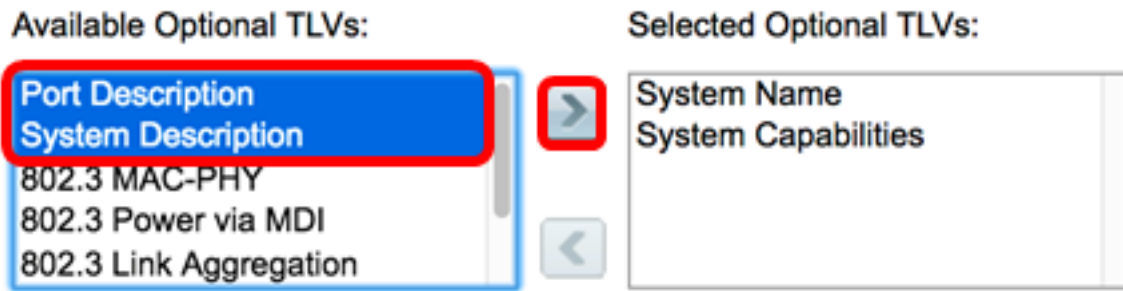 Available Optional TLVs:
Selected Optional TLVs:
Port Description
System Description
802.3 MAC-PHY
802.3 Power via MDI
802.3 Link Aggregation
System Name
System Capabilities